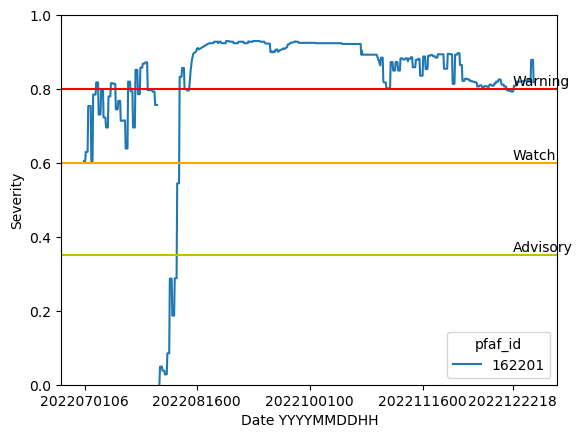 1.0
0.8
0.6
0.4
0.2
0.0
Severity
Warning
Watch
Advisory
pfaf_id
162201
2022070106
2022081600
2022100100
2022111600
2022122218
Date YYYYMMDDHH